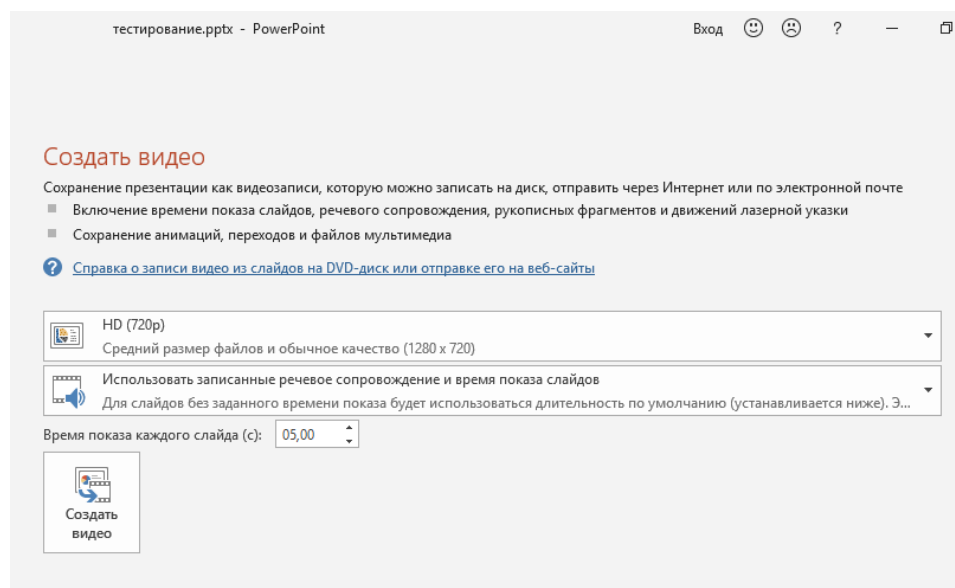 тестирование.pptx - PowerPoint
Вход
?
Создать видео
Сохранение презентации как видеозаписи, которую можно записать на диск, отправить через Интернет или по электронной почте
Включение времени показа слайдов, речевого сопровождения, рукописных фрагментов и движений лазерной указки
Сохранение анимаций, переходов и файлов мультимедиа
? Справка о записи видео из слайдов на DVD-диск или отправке его на веб-сайты
HD (720p)
Средний размер файлов и обычное качество (1280 x 720)
Использовать записанные речевое сопровождение и время показа слайдов
Для слайдов без заданного времени показа будет использоваться длительность по умолчанию (устанавливается ниже). Э...
Время показа каждого слайда (с): 05,00
Создать
видео